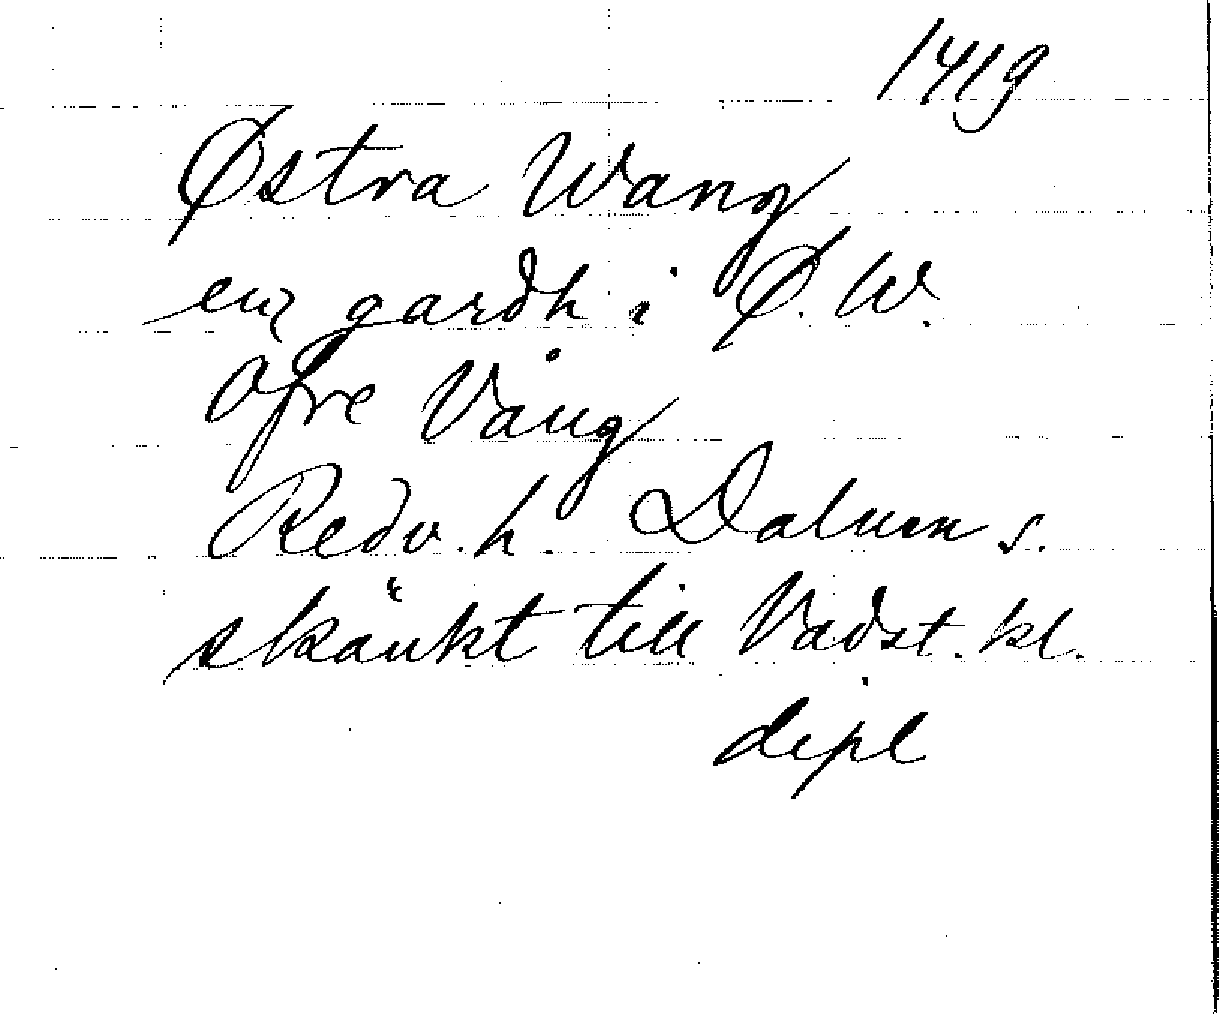 1419
Østra Wang
en gardh i Ø. W.
Ofre Vång
Redv. h. Dalum s.
skänkt till Vadst. kl.
dipl